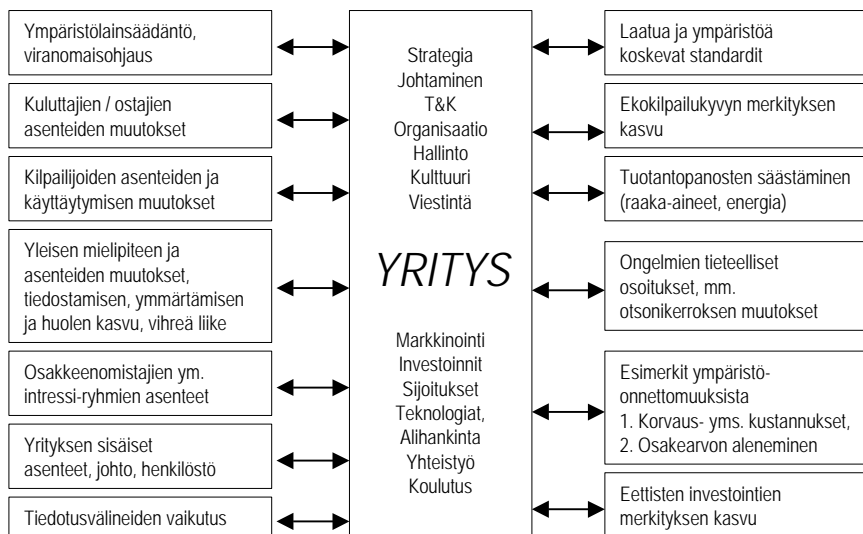 Ympäristölainsäädäntö,
viranomaisohjaus
Kuluttajien / ostajien
asenteiden muutokset
Kilpailijoiden asenteiden ja
käyttäytymisen muutokset
Yleisen mielipiteen ja
asenteiden muutokset,
tiedostamisen, ymmärtämisen
ja huolen kasvu, vihreä liike
Osakkeenomistajien ym.
intressi-ryhmien asenteet
Yrityksen sisäiset
asenteet, johto, henkilöstö
Tiedotusvälineiden vaikutus
Strategia
Johtaminen
T&K
Organisaatio
Hallinto
Kulttuuri
Viestintä
YRITYS
Markkinointi
Investoinnit
Sijoitukset
Teknologiat,
Alihankinta
Yhteistyö
Koulutus
Laatua ja ympäristöä
koskevat standardit
Ekokilpailukyvyn merkityksen
kasvu
Tuotantopanosten säästäminen
(raaka-aineet, energia)
Ongelmien tieteelliset
osoitukset, mm.
otsonikerroksen muutokset
Esimerkit ympäristö-
onnettomuuksista
1. Korvaus- yms. kustannukset,
2. Osakearvon aleneminen
Eettisten investointien
merkityksen kasvu